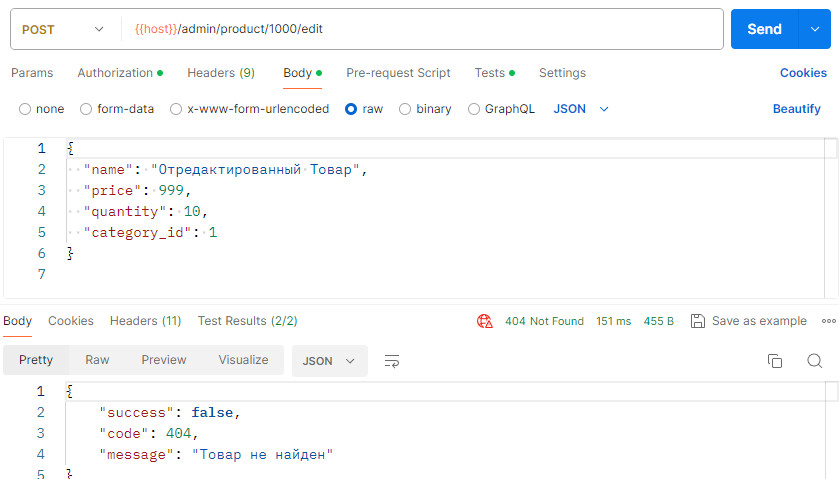 POST {{host}}/admin/product/1000/edit Send
Params Authorization Headers (9) Body Pre-request Script Tests Settings Cookies
none form-data x-www-form-urlencoded raw binary GraphQL JSON Beautify
1 {
2 "name": "Отредактированный Товар",
3 "price": 999,
4 "quantity": 10,
5 "category_id": 1
6 }
7
Body Cookies Headers (11) Test Results (2/2) 404 Not Found 151 ms 455 B Save as example
Pretty Raw Preview Visualize JSON
1 {
2 "success": false,
3 "code": 404,
4 "message": "Товар не найден"
5 }